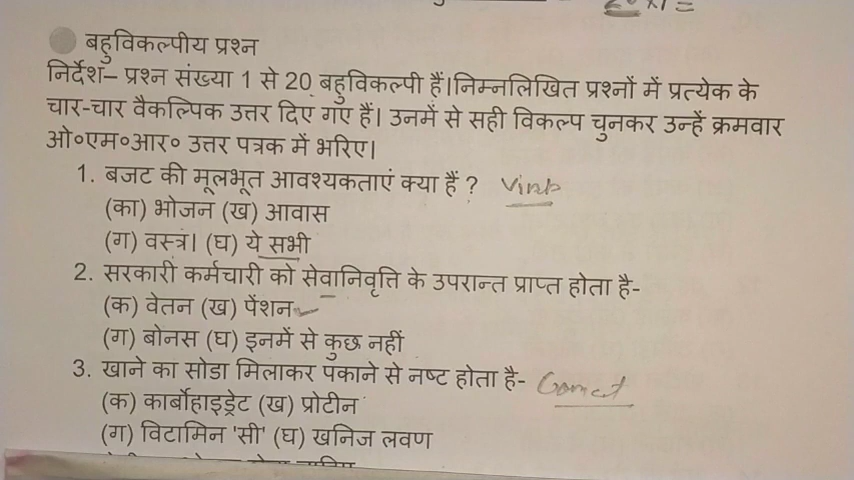 बहुविकल्पीय प्रश्न
निर्देश– प्रश्न संख्या 1 से 20 बहुविकल्पी हैं।निम्नलिखित प्रश्नों में प्रत्येक के
चार-चार वैकल्पिक उत्तर दिए गए हैं। उनमें से सही विकल्प चुनकर उन्हें क्रमवार
ओ०एम०आर० उत्तर पत्रक में भरिए।
1. बजट की मूलभूत आवश्यकताएं क्या हैं ?
(का) भोजन (ख) आवास
(ग) वस्त्र। (घ) ये सभी
2. सरकारी कर्मचारी को सेवानिवृत्ति के उपरान्त प्राप्त होता है-
(क) वेतन (ख) पेंशन
(ग) बोनस (घ) इनमें से कुछ नहीं
3. खाने का सोडा मिलाकर पकाने से नष्ट होता है-
(क) कार्बोहाइड्रेट (ख) प्रोटीन
(ग) विटामिन 'सी' (घ) खनिज लवण